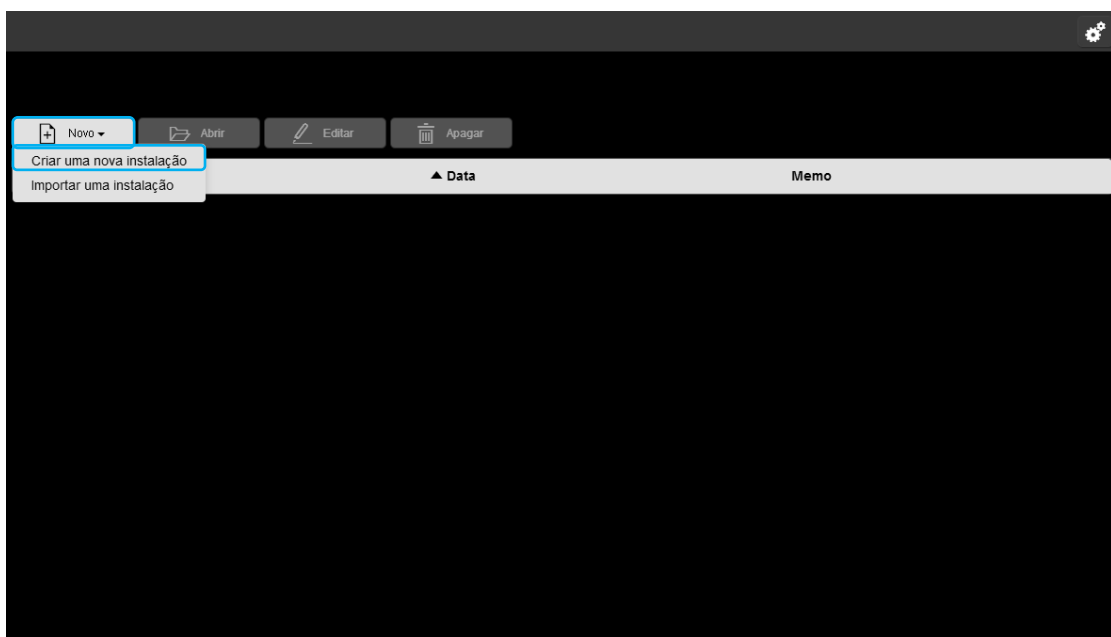 Novo Abrir Editar Apagar
Criar uma nova instalação
Importar uma instalação
Data Memo